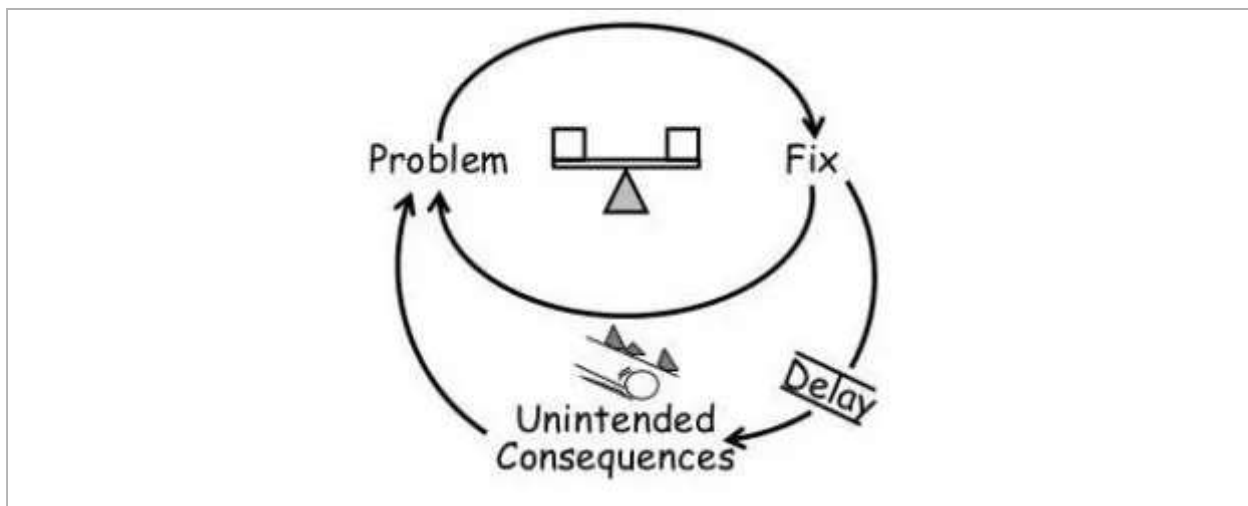 Problem
Fix
Delay
Unintended
Consequences